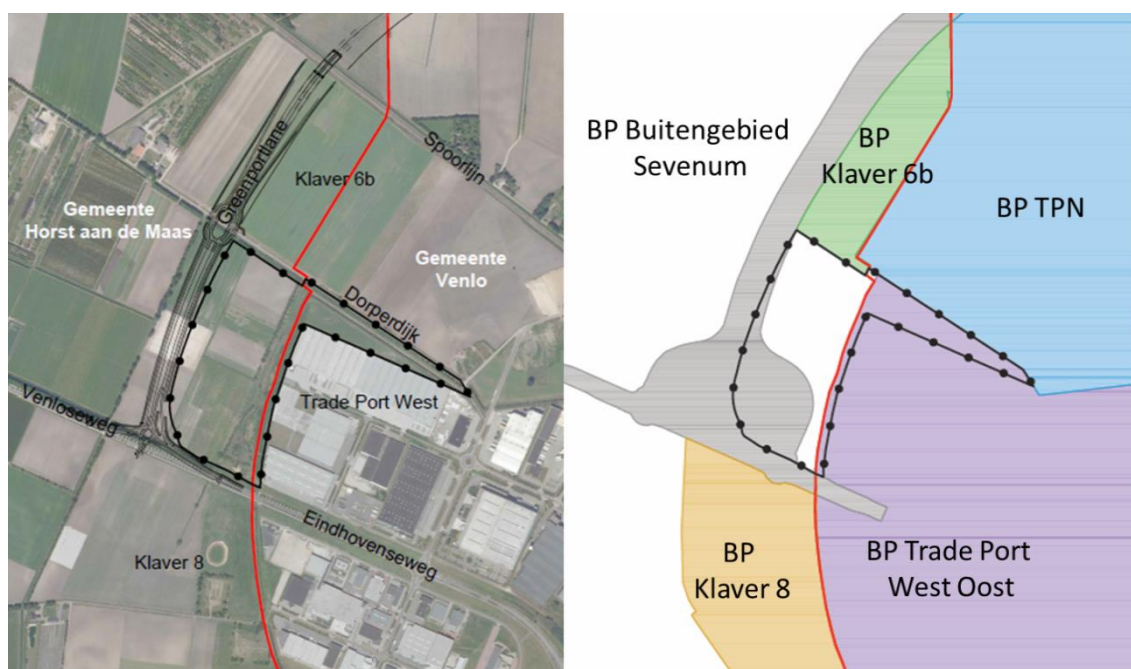 Greenportlane
Spoorlijn
Klaver 6b
Gemeente
Horst aan de Maas
Gemeente
Venlo
Dorperdijk
Trade Port West
Venloseweg
Eindhovenseweg
Klaver 8
BP Buitengebied
Sevenum
BP
Klaver 6b
BP TPN
BP
Klaver 8
BP Trade Port
West Oost